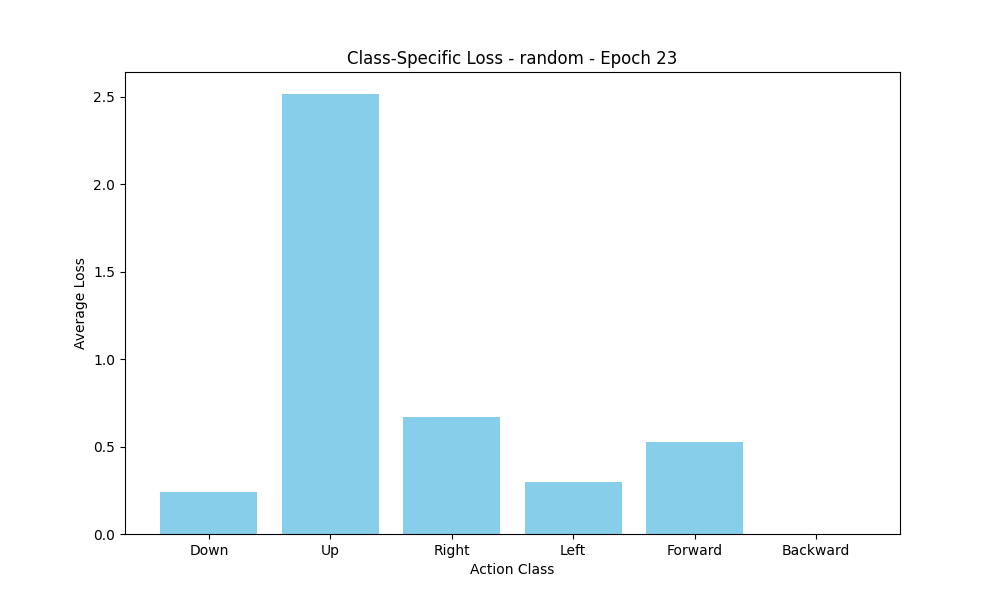 Class-Specific Loss - random - Epoch 23
2.5
2.0
1.5
1.0
0.5
0.0
Average Loss
Down Up Right Left Forward Backward
Action Class